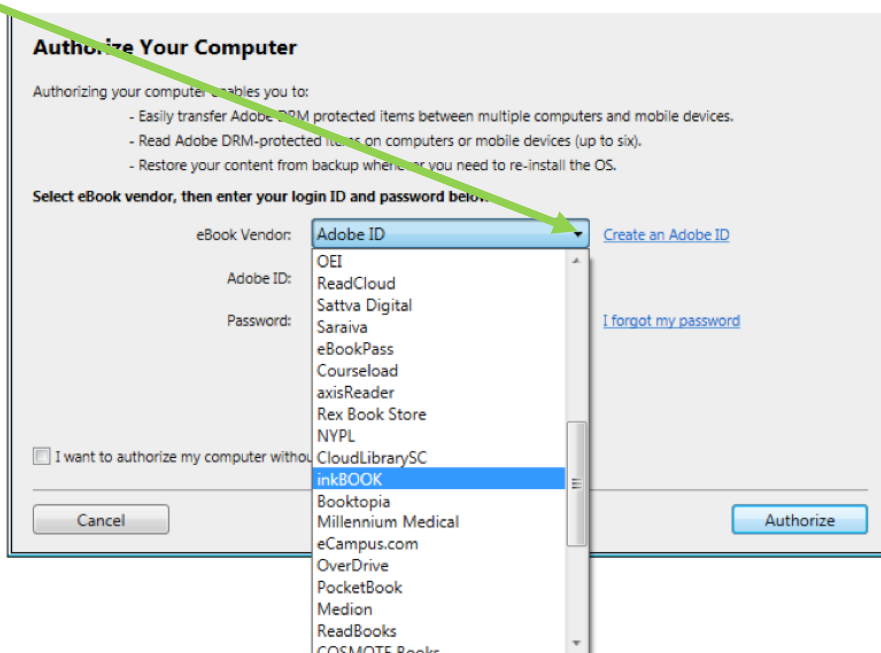 Authorize Your Computer
Authorizing your computer enables you to:
- Easily transfer Adobe DRM protected items between multiple computers and mobile devices.
- Read Adobe DRM-protected items on computers or mobile devices (up to six).
- Restore your content from backup whenever you need to re-install the OS.
Select eBook vendor, then enter your login ID and password below
eBook Vendor: Adobe ID Create an Adobe ID
OEI
Adobe ID: ReadCloud
Sattva Digital
Password: Saraiva I forgot my password
eBookPass
Courseload
axisReader
Rex Book Store
NYPL
I want to authorize my computer CloudLibrarySC
inkBOOK
Booktopia
Cancel Millennium Medical Authorize
eCampus.com
OverDrive
PocketBook
Medion
ReadBooks
COSMOTE Books